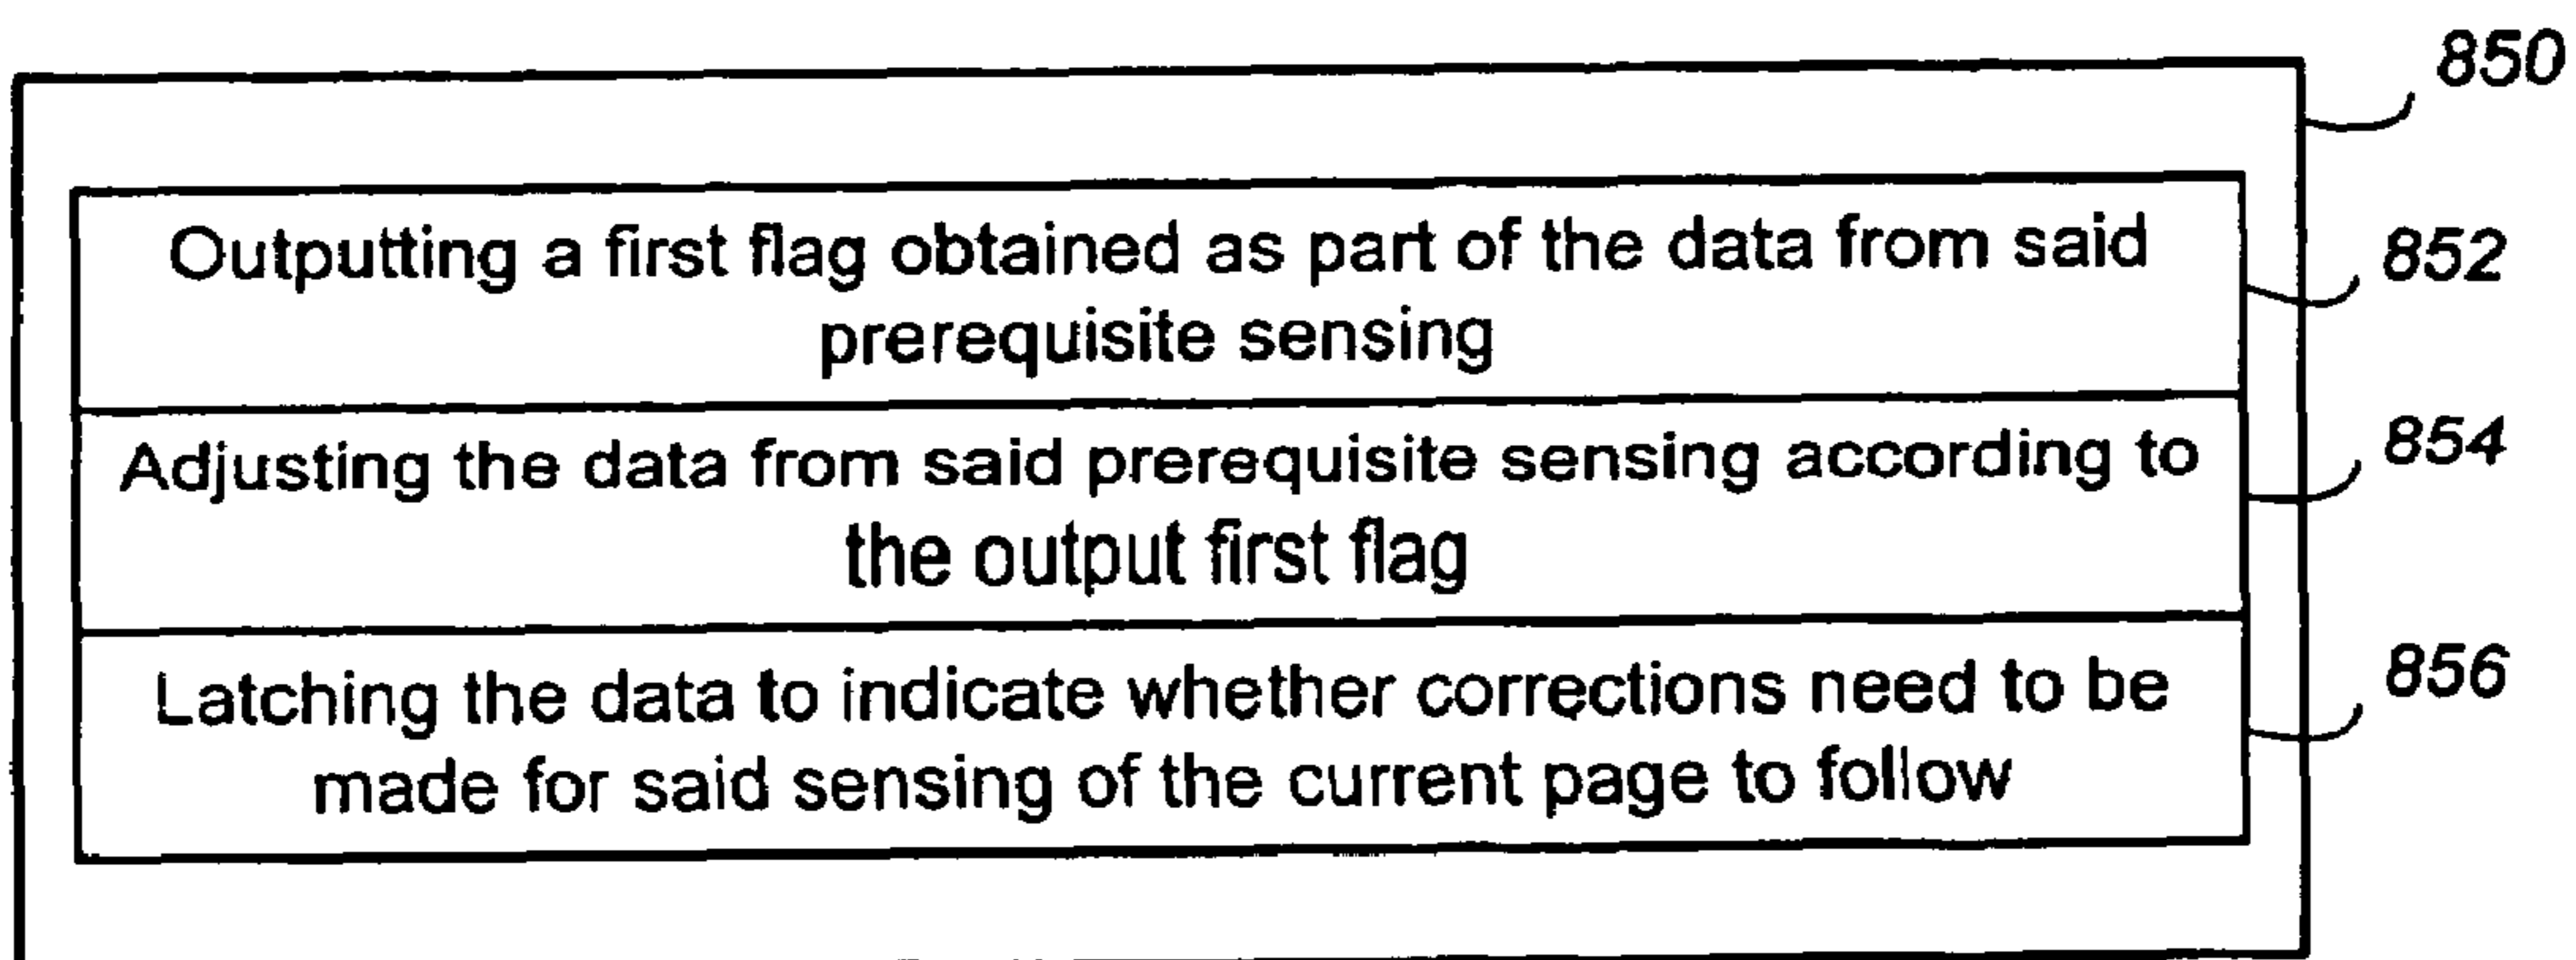 850
Outputting a first flag obtained as part of the data from said
prerequisite sensing
852
Adjusting the data from said prerequisite sensing according to
the output first flag
854
Latching the data to indicate whether corrections need to be
made for said sensing of the current page to follow
856